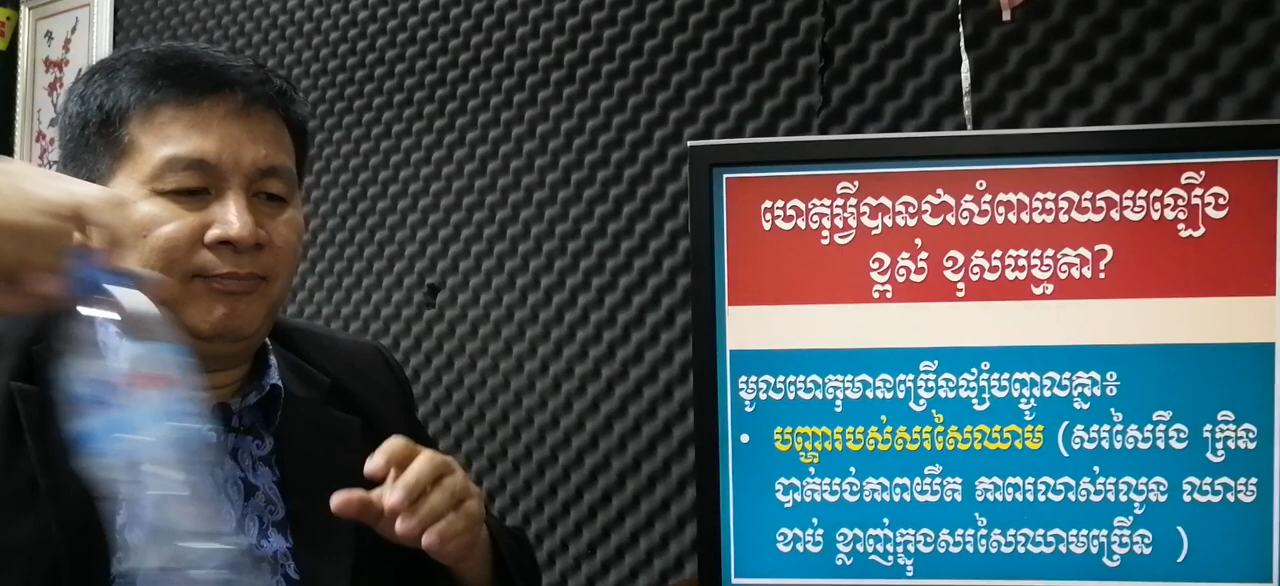 ហេតុអ្វីបានជាសំពាធឈាមឡើង
ខ្ពស់ ខុសធម្មតា?
មូលហេតុមានច្រើនផ្សំបញ្ចូលគ្នា៖
• បញ្ហារបស់សរសៃឈាម (សរសៃរឹង ក្រិន
បាត់បង់ភាពយឺត ភាពរលាស់រលូន ឈាម
ខាប់ ខ្លាញ់ក្នុងសរសៃឈាមច្រើន )